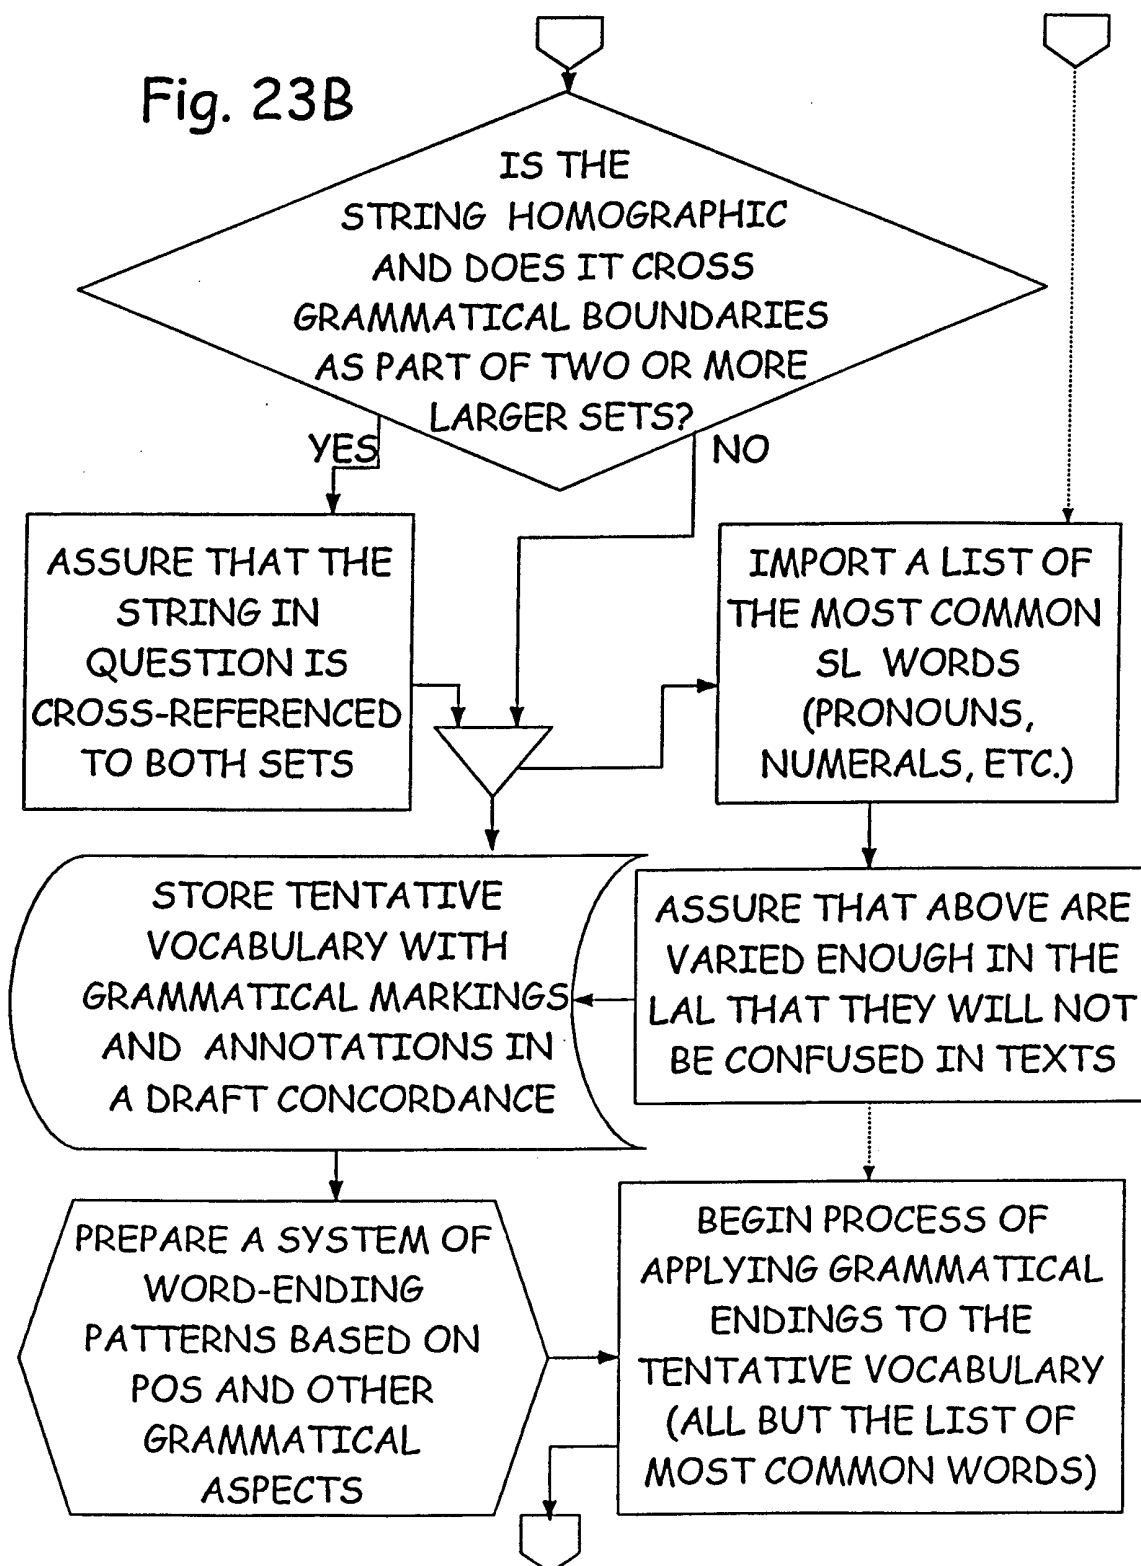 Fig. 23B
IS THE
STRING HOMOGRAPHIC
AND DOES IT CROSS
GRAMMATICAL BOUNDARIES
AS PART OF TWO OR MORE
LARGER SETS?
YES
NO
ASSURE THAT THE
STRING IN
QUESTION IS
CROSS-REFERENCED
TO BOTH SETS
IMPORT A LIST OF
THE MOST COMMON
SL WORDS
(PRONOUNS,
NUMERALS, ETC.)
STORE TENTATIVE
VOCABULARY WITH
GRAMMATICAL MARKINGS
AND ANNOTATIONS IN
A DRAFT CONCORDANCE
ASSURE THAT ABOVE ARE
VARIED ENOUGH IN THE
LAL THAT THEY WILL NOT
BE CONFUSED IN TEXTS
PREPARE A SYSTEM OF
WORD-ENDING
PATTERNS BASED ON
POS AND OTHER
GRAMMATICAL
ASPECTS
BEGIN PROCESS OF
APPLYING GRAMMATICAL
ENDINGS TO THE
TENTATIVE VOCABULARY
(ALL BUT THE LIST OF
MOST COMMON WORDS)